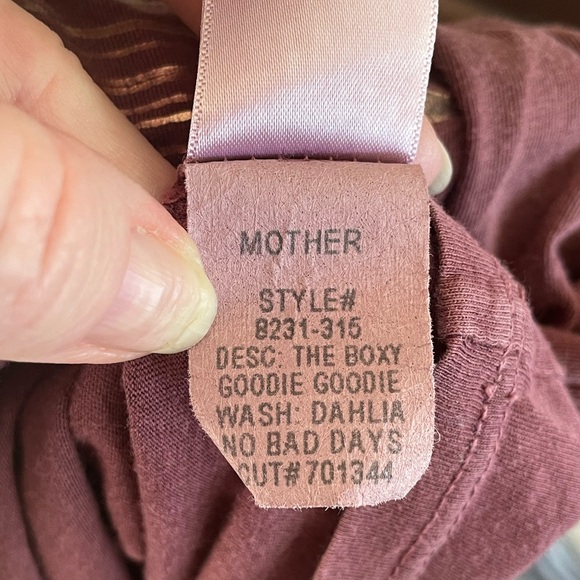 MOTHER
STYLE#
8231-315
DESC: THE BOXY
GOODIE GOODIE
WASH: DAHLIA
NO BAD DAYS
CUT# 701344